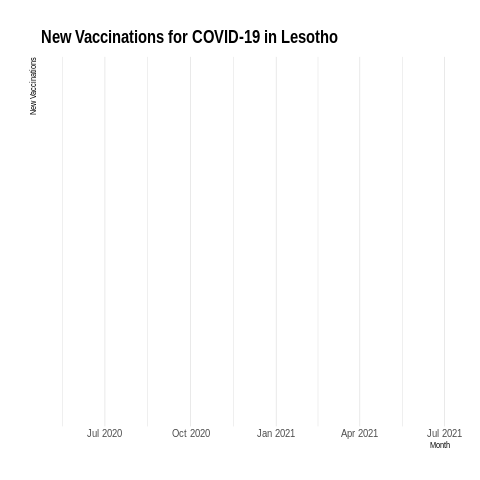 New Vaccinations for COVID-19 in Lesotho
New Vaccinations
Jul 2020
Oct 2020
Jan 2021
Apr 2021
Jul 2021
Month